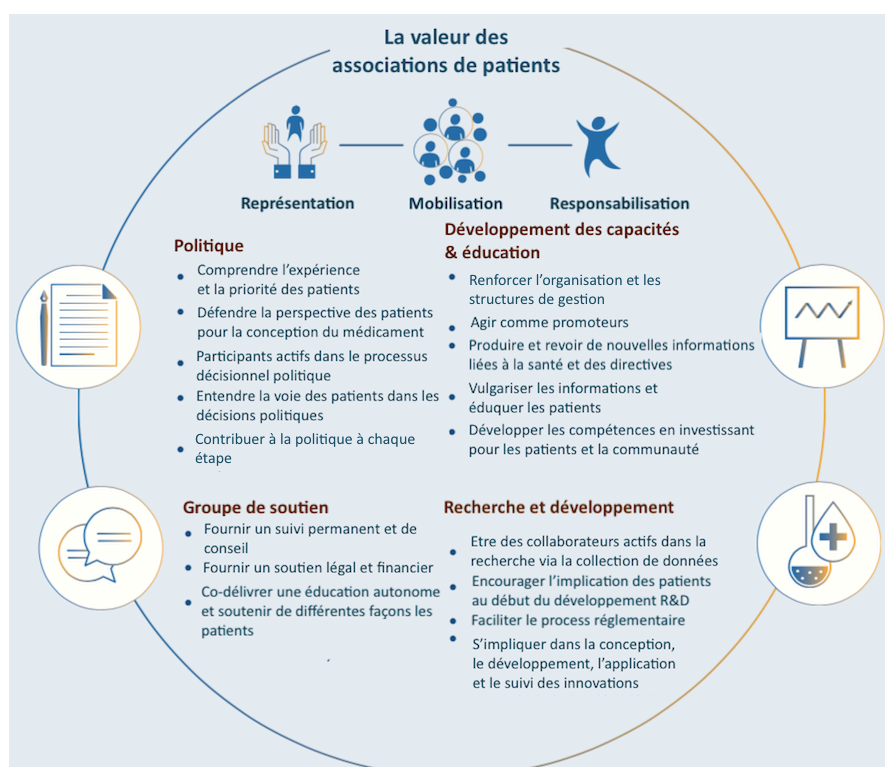 La valeur des
associations de patients
Représentation
Mobilisation
Responsabilisation
Politique
Comprendre l'expérience
et la priorité des patients
Défendre la perspective des patients
pour la conception du médicament
Participants actifs dans le processus
décisionnel politique
Entendre la voie des patients dans les
décisions politiques
Contribuer à la politique à chaque
étape
Développement des capacités
& éducation
Renforcer l'organisation et les
structures de gestion
Agir comme promoteurs
Produire et revoir de nouvelles informations
liées à la santé et des directives
Vulgariser les informations et
éduquer les patients
Développer les compétences en investissant
pour les patients et la communauté
Groupe de soutien
Fournir un suivi permanent et de
conseil
Fournir un soutien légal et financier
Co-délivrer une éducation autonome
et soutenir de différentes façons les
patients
Recherche et développement
Etre des collaborateurs actifs dans la
recherche via la collection de données
Encourager l'implication des patients
au début du développement R&D
Faciliter le process réglementaire
S'impliquer dans la conception,
le développement, l'application
et le suivi des innovations